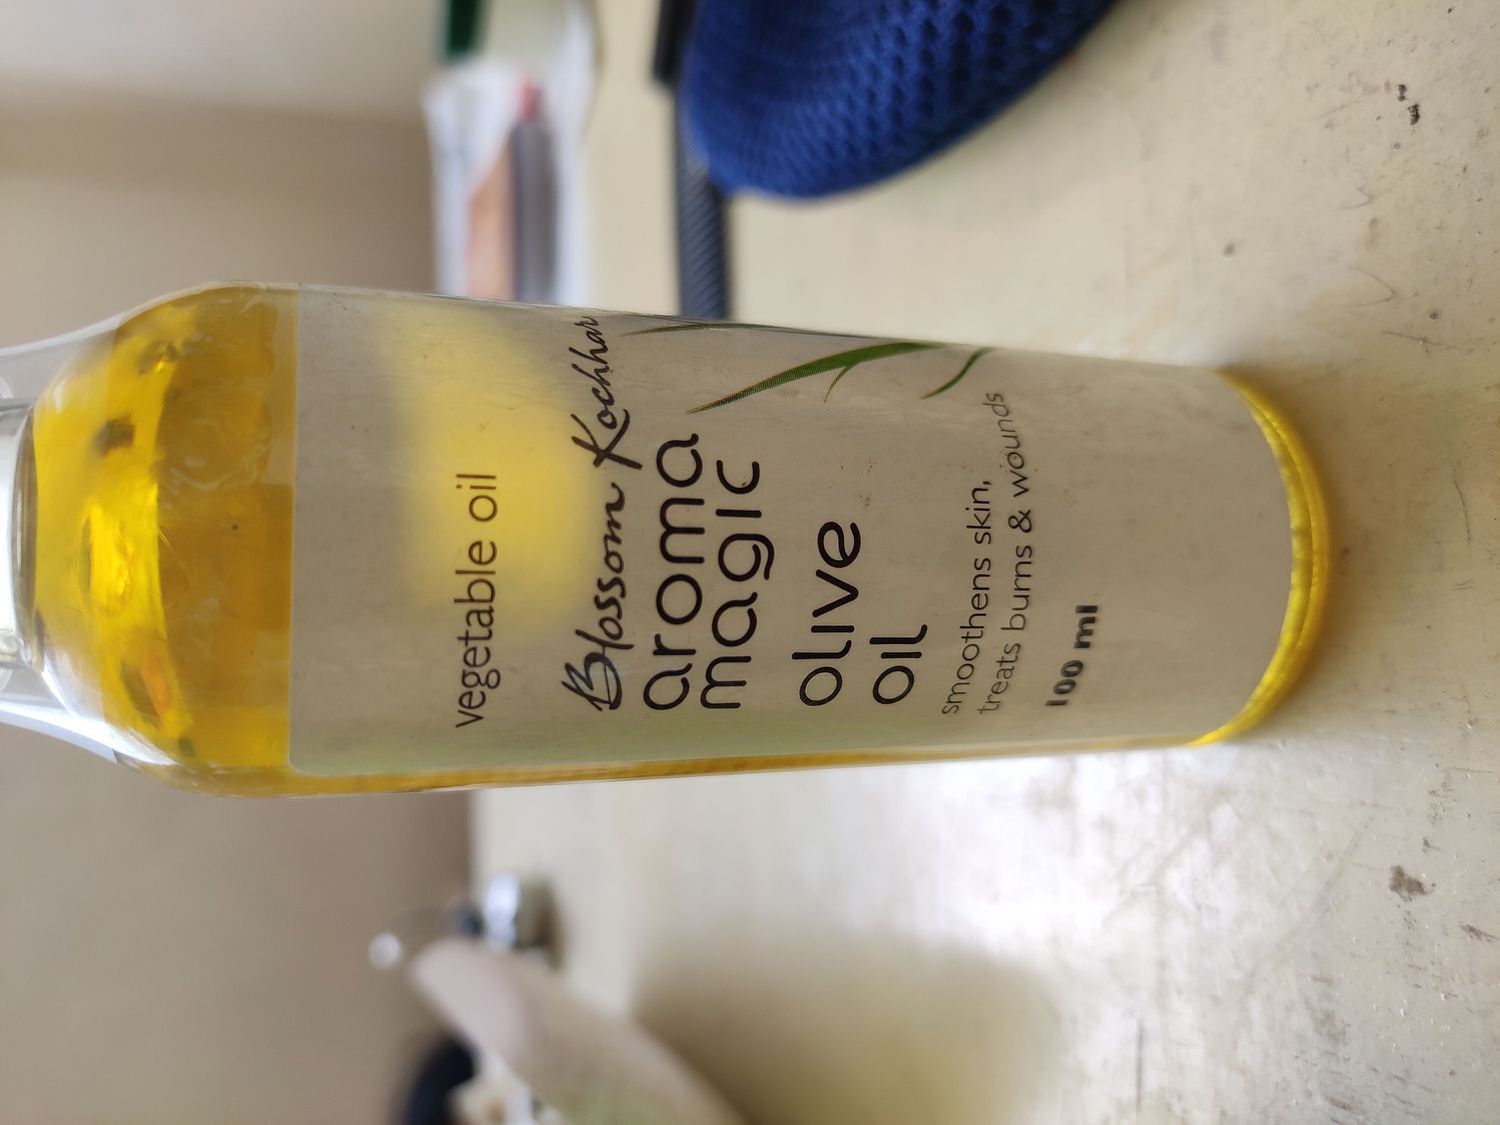 vegetable oil
Blossom Kochhar
aroma
magic
olive
oil
smoothens skin,
treats burns & wounds
100 ml